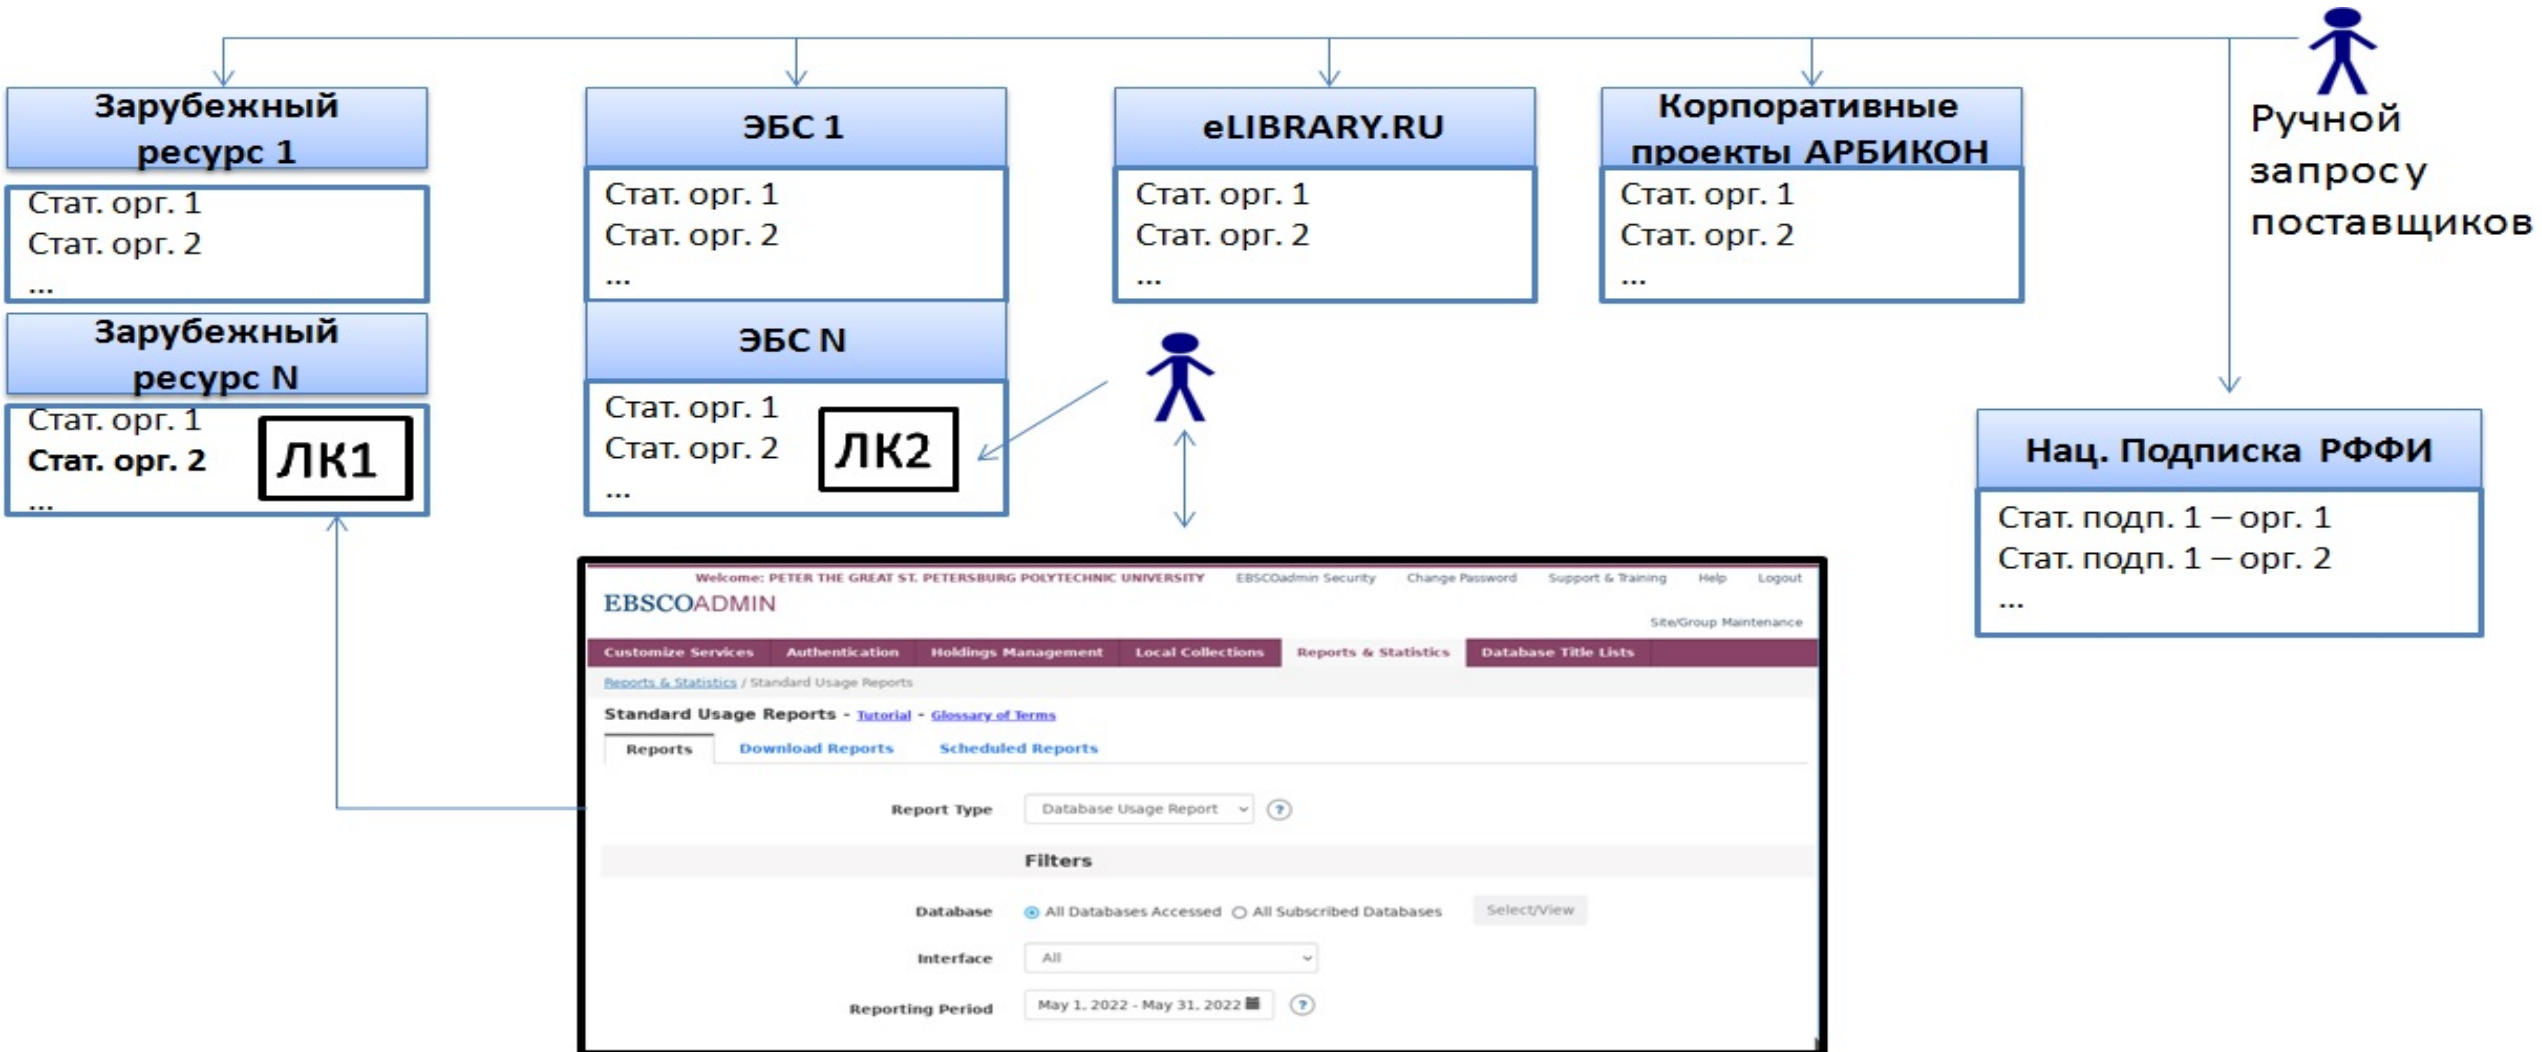 Зарубежный
ресурс 1
Стат. орг. 1
Стат. орг. 2
...
Зарубежный
ресурс N
Стат. орг. 1
Стат. орг. 2
...
ЛК1
ЭБС 1
Стат. орг. 1
Стат. орг. 2
...
ЭБС N
Стат. орг. 1
Стат. орг. 2
...
ЛК2
eLIBRARY.RU
Стат. орг. 1
Стат. орг. 2
...
Корпоративные
проекты АРБИКОН
Стат. орг. 1
Стат. орг. 2
...
Ручной
запрос у
поставщиков
Нац. Подписка РФФИ
Стат. подп. 1 – орг. 1
Стат. подп. 1 – орг. 2
...
Welcome: PETER THE GREAT ST. PETERSBURG POLYTECHNIC UNIVERSITY EBSCOadmin Security Change Password Support & Training Help Logout
EBSCOADMIN
Site/Group Maintenance
Customize Services Authentication Holdings Management Local Collections Reports & Statistics Database Title Lists
Reports & Statistics / Standard Usage Reports
Standard Usage Reports - Tutorial - Glossary of Terms
Reports Download Reports Scheduled Reports
Report Type Database Usage Report ?
Filters
Database All Databases Accessed All Subscribed Databases Select/View
Interface All
Reporting Period May 1, 2022 - May 31, 2022 ?